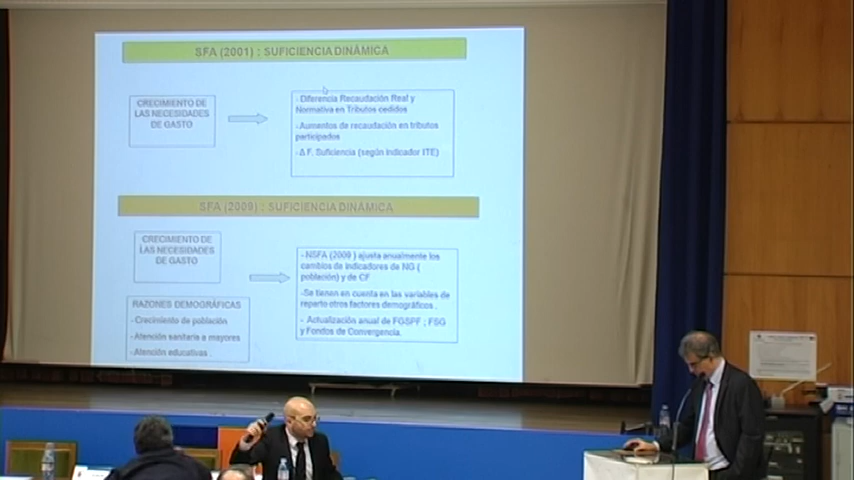 SFA (2001) : SUFICIENCIA DINÁMICA
CRECIMIENTO DE
LAS NECESIDADES
DE GASTO
- Diferencia Recaudación Real y
Normativa en Tributos cedidos
- Aumentos de recaudación en tributos
participados
- Δ F. Suficiencia (según indicador ITE)
SFA (2009) : SUFICIENCIA DINÁMICA
CRECIMIENTO DE
LAS NECESIDADES
DE GASTO
- NSFA (2009 ) ajusta anualmente los
cambios de indicadores de NG (
población) y de CF
-Se tienen en cuenta en las variables de
reparto otros factores demográficos .
- Actualización anual de FGSPF ; FSG
y Fondos de Convergencia.
RAZONES DEMOGRÁFICAS
- Crecimiento de población
- Atención sanitaria a mayores
- Atención educativas